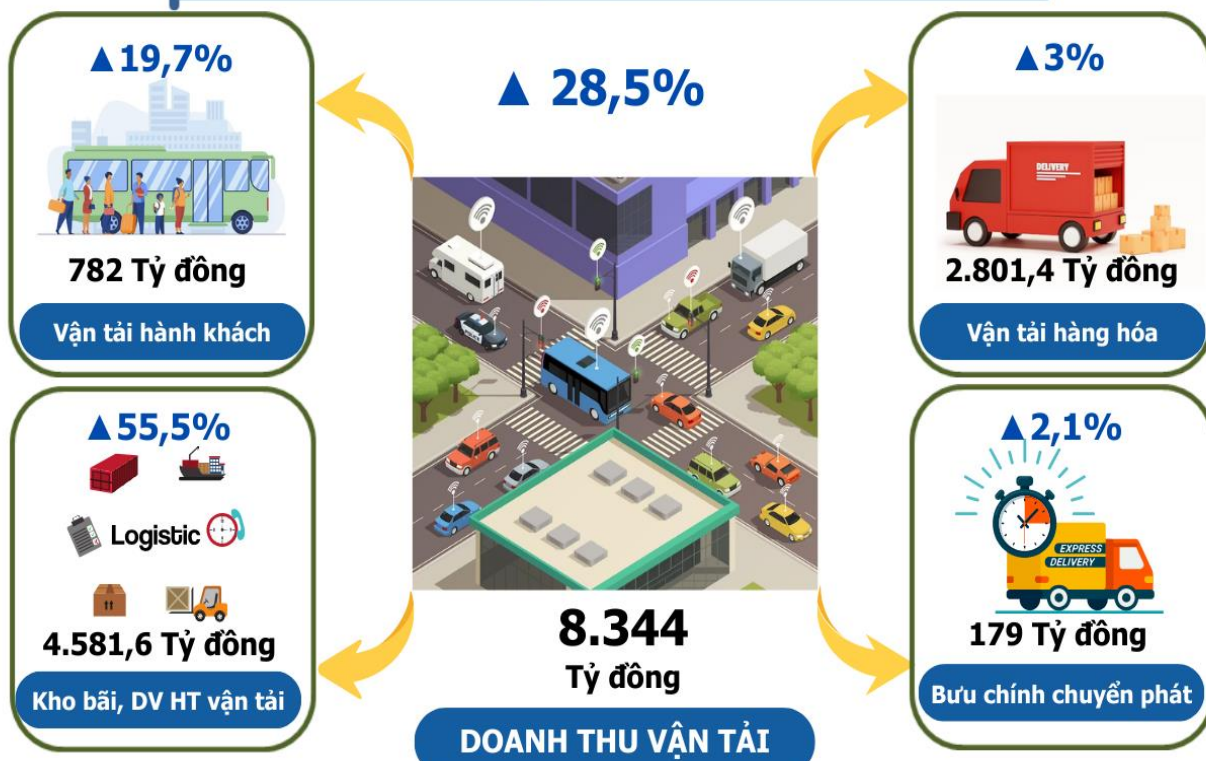 ▲19,7%
782 Tỷ đồng
Vận tải hành khách
▲ 28,5%
▲3%
DELIVERY
2.801,4 Tỷ đồng
Vận tải hàng hóa
▲55,5%
Logistic
4.581,6 Tỷ đồng
Kho bãi, DV HT vận tải
8.344
Tỷ đồng
DOANH THU VẬN TẢI
▲2,1%
EXPRESS
DELIVERY
179 Tỷ đồng
Bưu chính chuyển phát